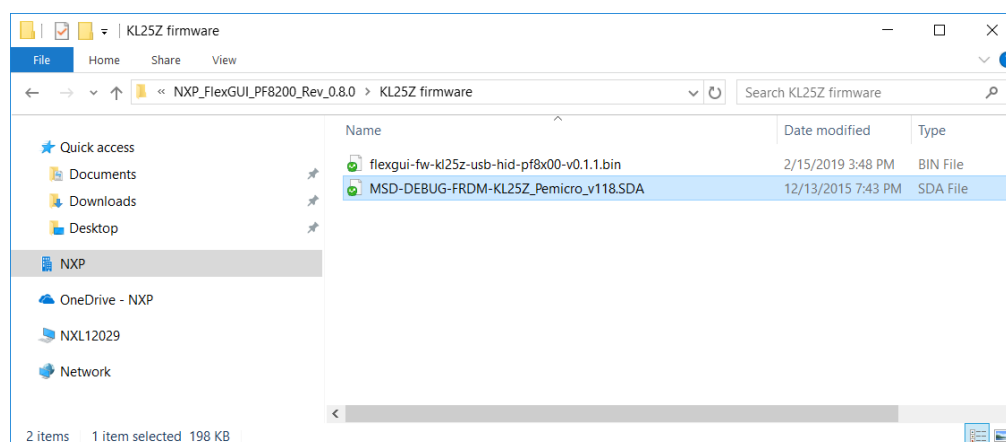 KL25Z firmware
File Home Share View
« NXP_FlexGUI_PF8200_Rev_0.8.0 > KL25Z firmware Search KL25Z firmware
Name Date modified Type
Quick access
Documents
Downloads
Desktop
NXP
OneDrive - NXP
NXL12029
Network
flexgui-fw-kl25z-usb-hid-pf8x00-v0.1.1.bin 2/15/2019 3:48 PM BIN File
MSD-DEBUG-FRDM-KL25Z_Pemicro_v118.SDA 12/13/2015 7:43 PM SDA File
2 items 1 item selected 198 KB